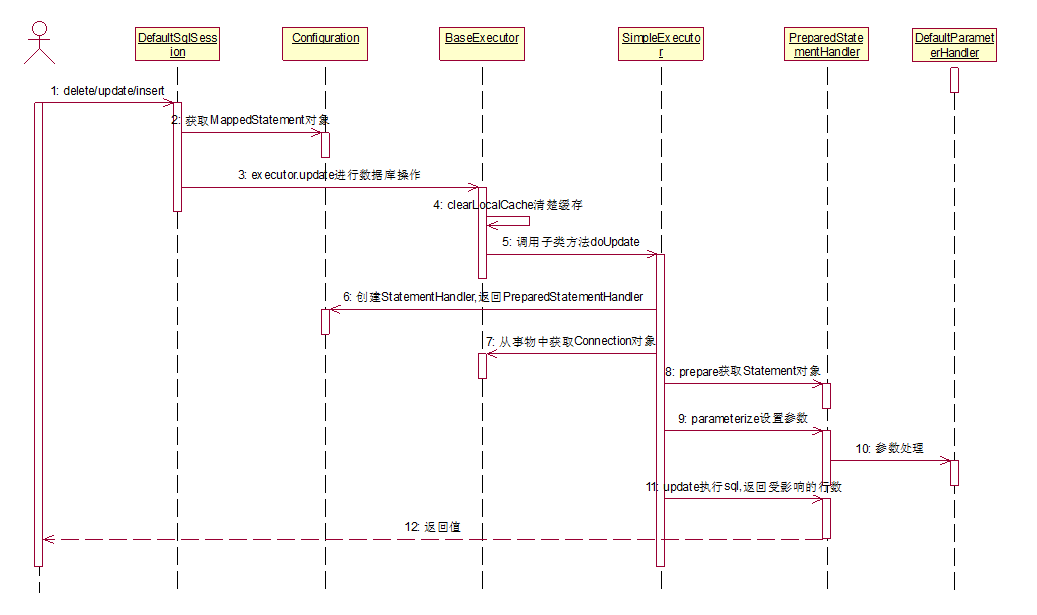 DefaultSqlSess
ion
Configuration
BaseExecutor
SimpleExecuto
r
PreparedState
mentHandler
DefaultParamet
erHandler
1: delete/update/insert
2: 获取MappedStatement对象
3: executor.update进行数据库操作
4: clearLocalCache清楚缓存
5: 调用子类方法doUpdate
6: 创建StatementHandler,返回PreparedStatementHandler
7: 从事物中获取Connection对象
8: prepare获取Statement对象
9: parameterize设置参数
10: 参数处理
11: update执行sql,返回受影响的行数
12: 返回值